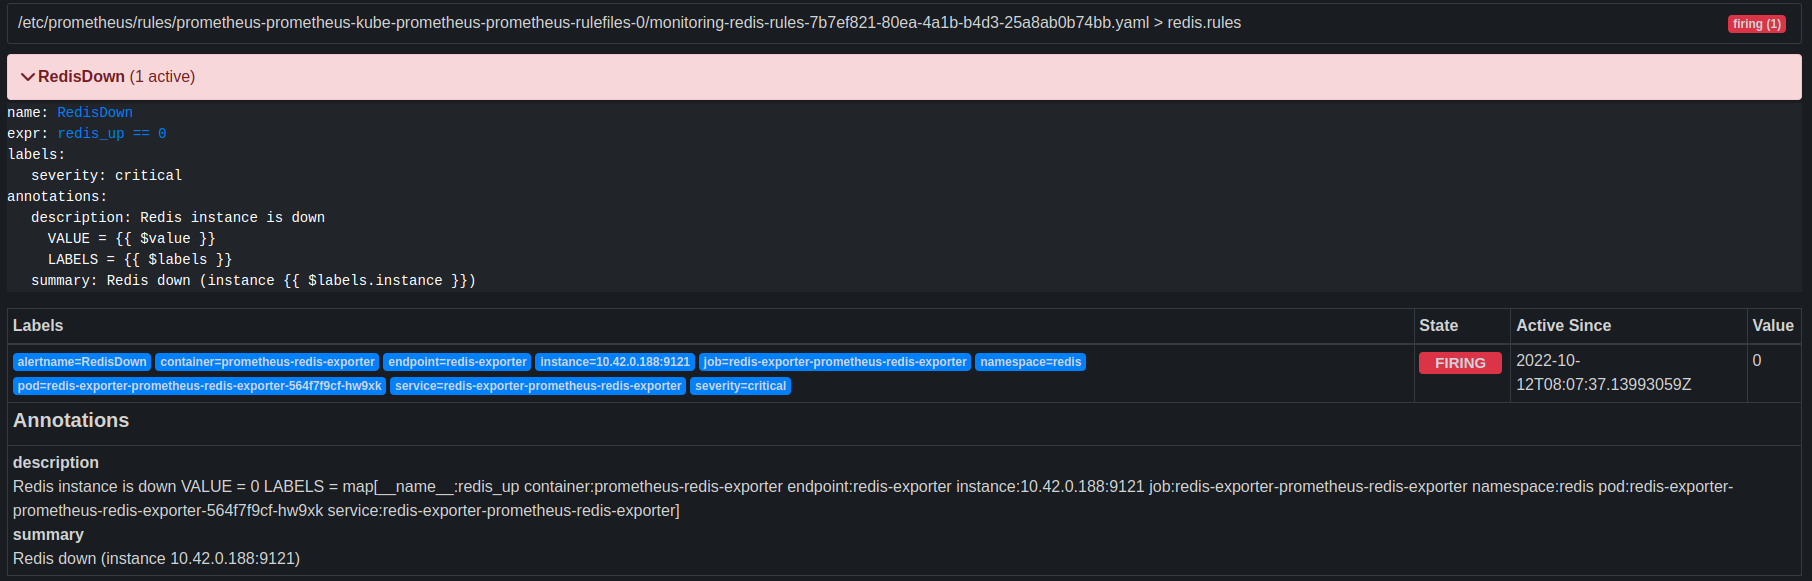 /etc/prometheus/rules/prometheus-prometheus-kube-prometheus-prometheus-rulefiles-0/monitoring-redis-rules-7b7ef821-80ea-4a1b-b4d3-25a8ab0b74bb.yaml > redis.rules firing (1)
RedisDown (1 active)
name: RedisDown
expr: redis_up == 0
labels:
severity: critical
annotations:
description: Redis instance is down
VALUE = {{ $value }}
LABELS = {{ $labels }}
summary: Redis down (instance {{ $labels.instance }})
Labels State Active Since Value
alertname=RedisDown container=prometheus-redis-exporter endpoint=redis-exporter instance=10.42.0.188:9121 job=redis-exporter-prometheus-redis-exporter namespace=redis FIRING 2022-10- 0
pod=redis-exporter-prometheus-redis-exporter-564f7f9cf-hw9xk service=redis-exporter-prometheus-redis-exporter severity=critical 12T08:07:37.13993059Z
Annotations
description
Redis instance is down VALUE = 0 LABELS = map[__name__:redis_up container:prometheus-redis-exporter endpoint:redis-exporter instance:10.42.0.188:9121 job:redis-exporter-prometheus-redis-exporter namespace:redis pod:redis-exporter-
prometheus-redis-exporter-564f7f9cf-hw9xk service:redis-exporter-prometheus-redis-exporter]
summary
Redis down (instance 10.42.0.188:9121)